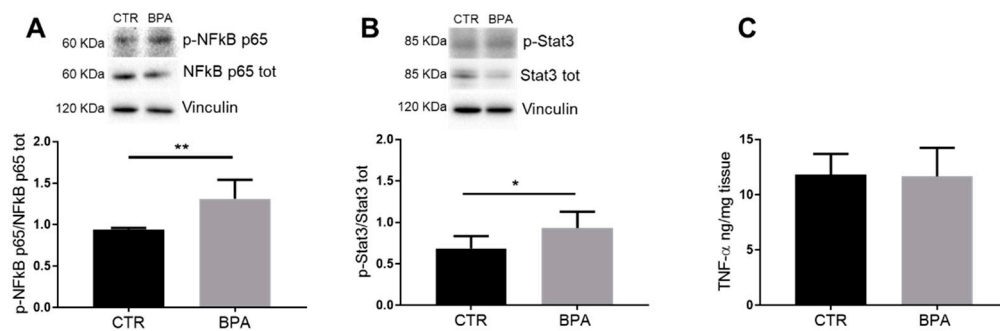 A
CTR BPA
60 KDa p-NFkB p65
60 KDa NFkB p65 tot
120 KDa Vinculin
p-NFkB p65/NFkB p65 tot
2.0
**
1.5
1.0
0.5
0.0
CTR BPA
B
CTR BPA
85 KDa p-Stat3
85 KDa Stat3 tot
120 KDa Vinculin
p-Stat3/Stat3 tot
2.0
1.5
*
1.0
0.5
0.0
CTR BPA
C
TNF-α ng/mg tissue
15
10
5
0
CTR BPA